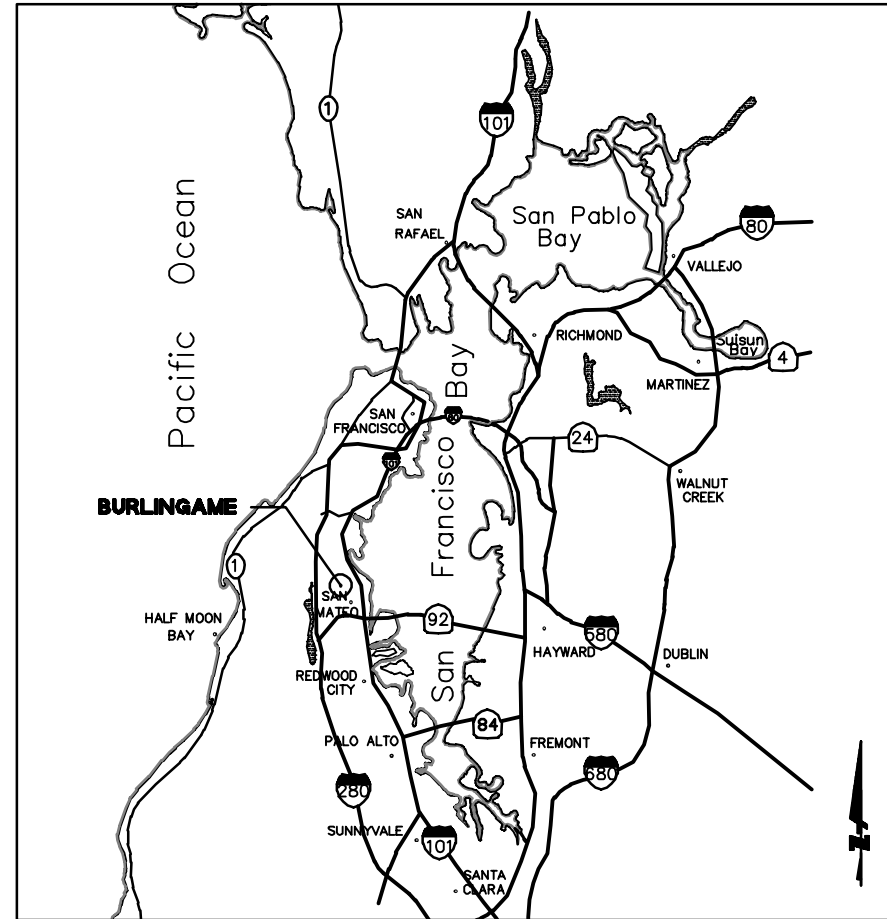 1
101
Pacific Ocean
SAN
RAFAEL
San Pablo
Bay
80
VALLEJO
RICHMOND
Suisun
Bay
4
MARTINEZ
SAN
FRANCISCO
80
San Francisco Bay
24
101
WALNUT
CREEK
BURLINGAME
1
SAN
MATEO
HALF MOON
BAY
92
580
HAYWARD
DUBLIN
REDWOOD
CITY
84
PALO ALTO
FREMONT
280
680
SUNNYVALE
101
SANTA
CLARA
N